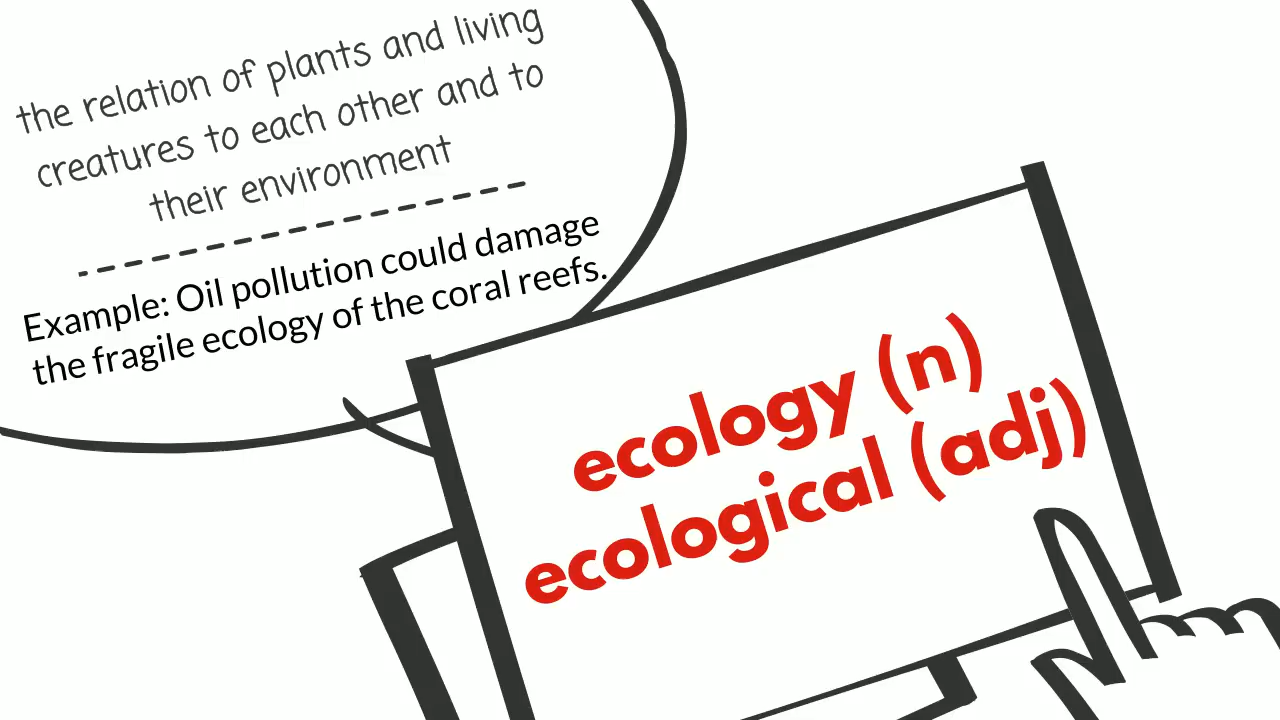 the relation of plants and living
creatures to each other and to
their environment
Example: Oil pollution could damage
the fragile ecology of the coral reefs.
ecology (n)
ecological (adj)